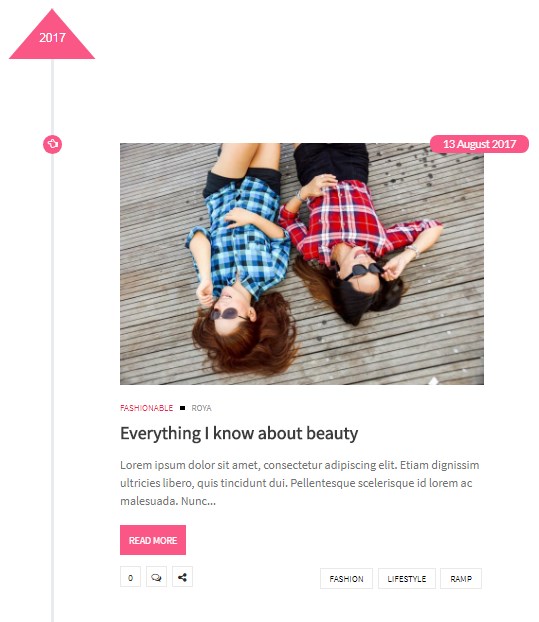 2017
13 August 2017
FASHIONABLE ROYA
Everything I know about beauty
Lorem ipsum dolor sit amet, consectetur adipiscing elit. Etiam dignissim
ultricies libero, quis tincidunt dui. Pellentesque scelerisque id lorem ac
malesuada. Nunc...
READ MORE
0
FASHION LIFESTYLE RAMP